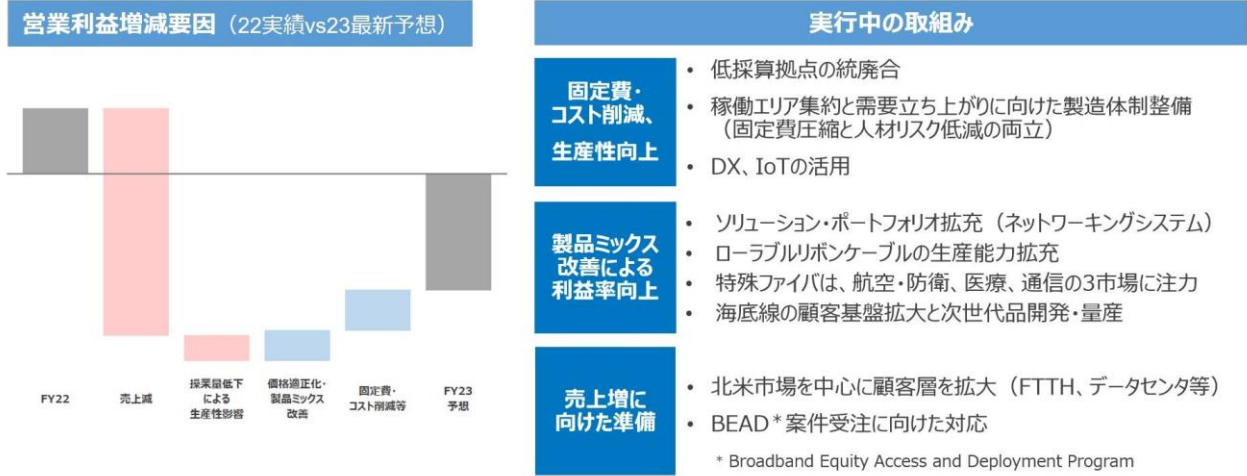 営業利益増減要因（22実績vs23最新予想）
FY22
売上減
操業量低下
による
生産性影響
価格適正化・
製品ミックス
改善
固定費・
コスト削減等
FY23
予想
実行中の取組み
固定費・
コスト削減、
生産性向上
• 低採算拠点の統廃合
• 稼働エリア集約と需要立ち上がりに向けた製造体制整備
（固定費圧縮と人材リスク低減の両立）
• DX、IoTの活用
製品ミックス
改善による
利益率向上
• ソリューション・ポートフォリオ拡充（ネットワーキングシステム）
• ローラブルリボンケーブルの生産能力拡充
• 特殊ファイバは、航空・防衛、医療、通信の3市場に注力
• 海底線の顧客基盤拡大と次世代品開発・量産
売上増に
向けた準備
• 北米市場を中心に顧客層を拡大（FTTH、データセンタ等）
• BEAD＊案件受注に向けた対応
* Broadband Equity Access and Deployment Program